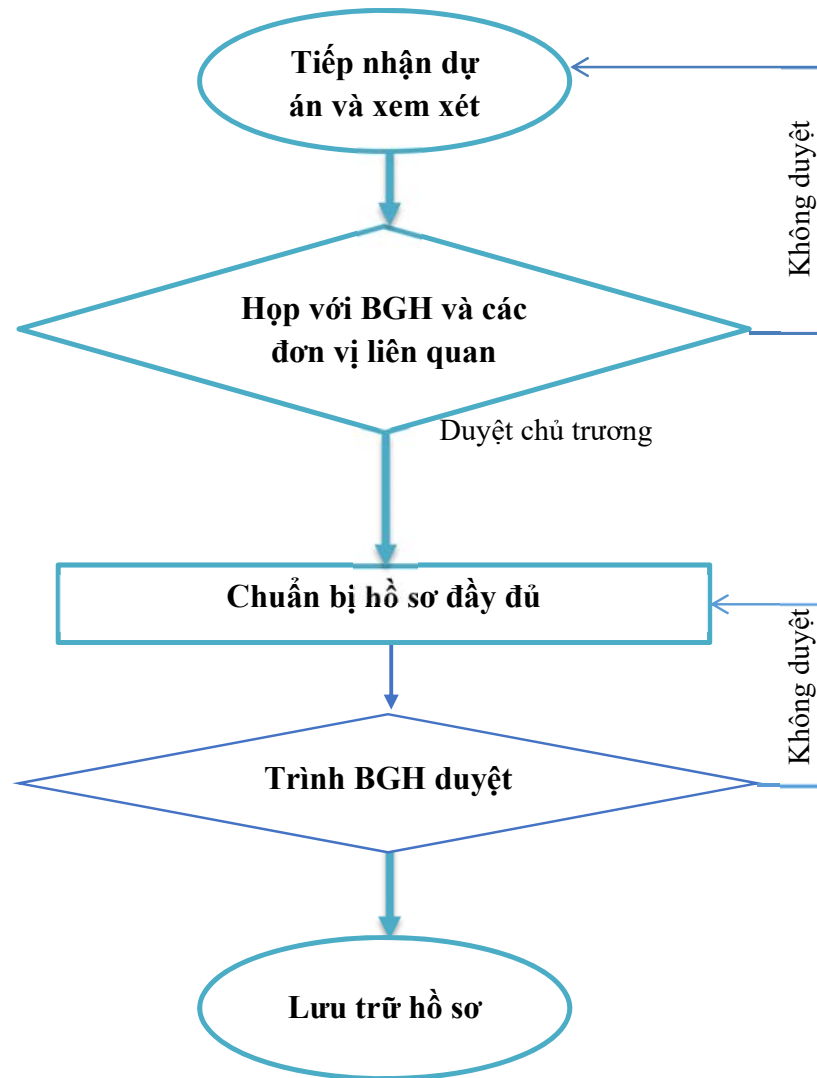 Tiếp nhận dự
án và xem xét
Không duyệt
Họp với BGH và các
đơn vị liên quan
Duyệt chủ trương
Chuẩn bị hồ sơ đầy đủ
Không duyệt
Trình BGH duyệt
Lưu trữ hồ sơ